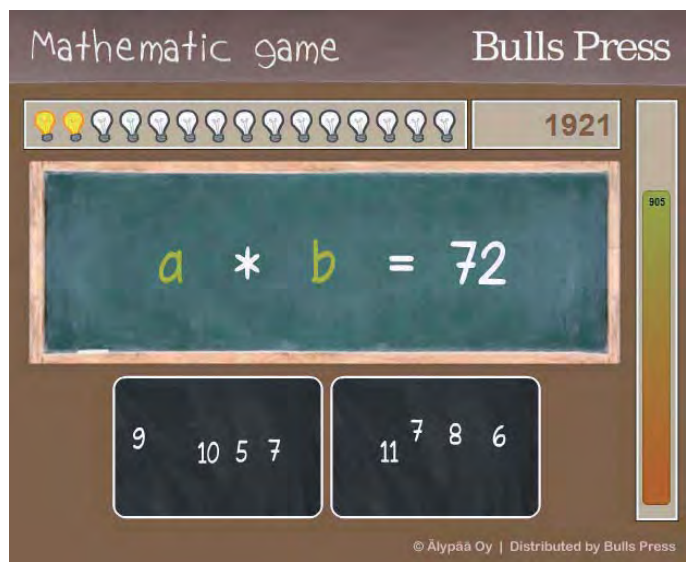 Mathematic game Bulls Press
1921
905
a * b = 72
9 10 5 7 11 7 8 6
© Älypää Oy | Distributed by Bulls Press